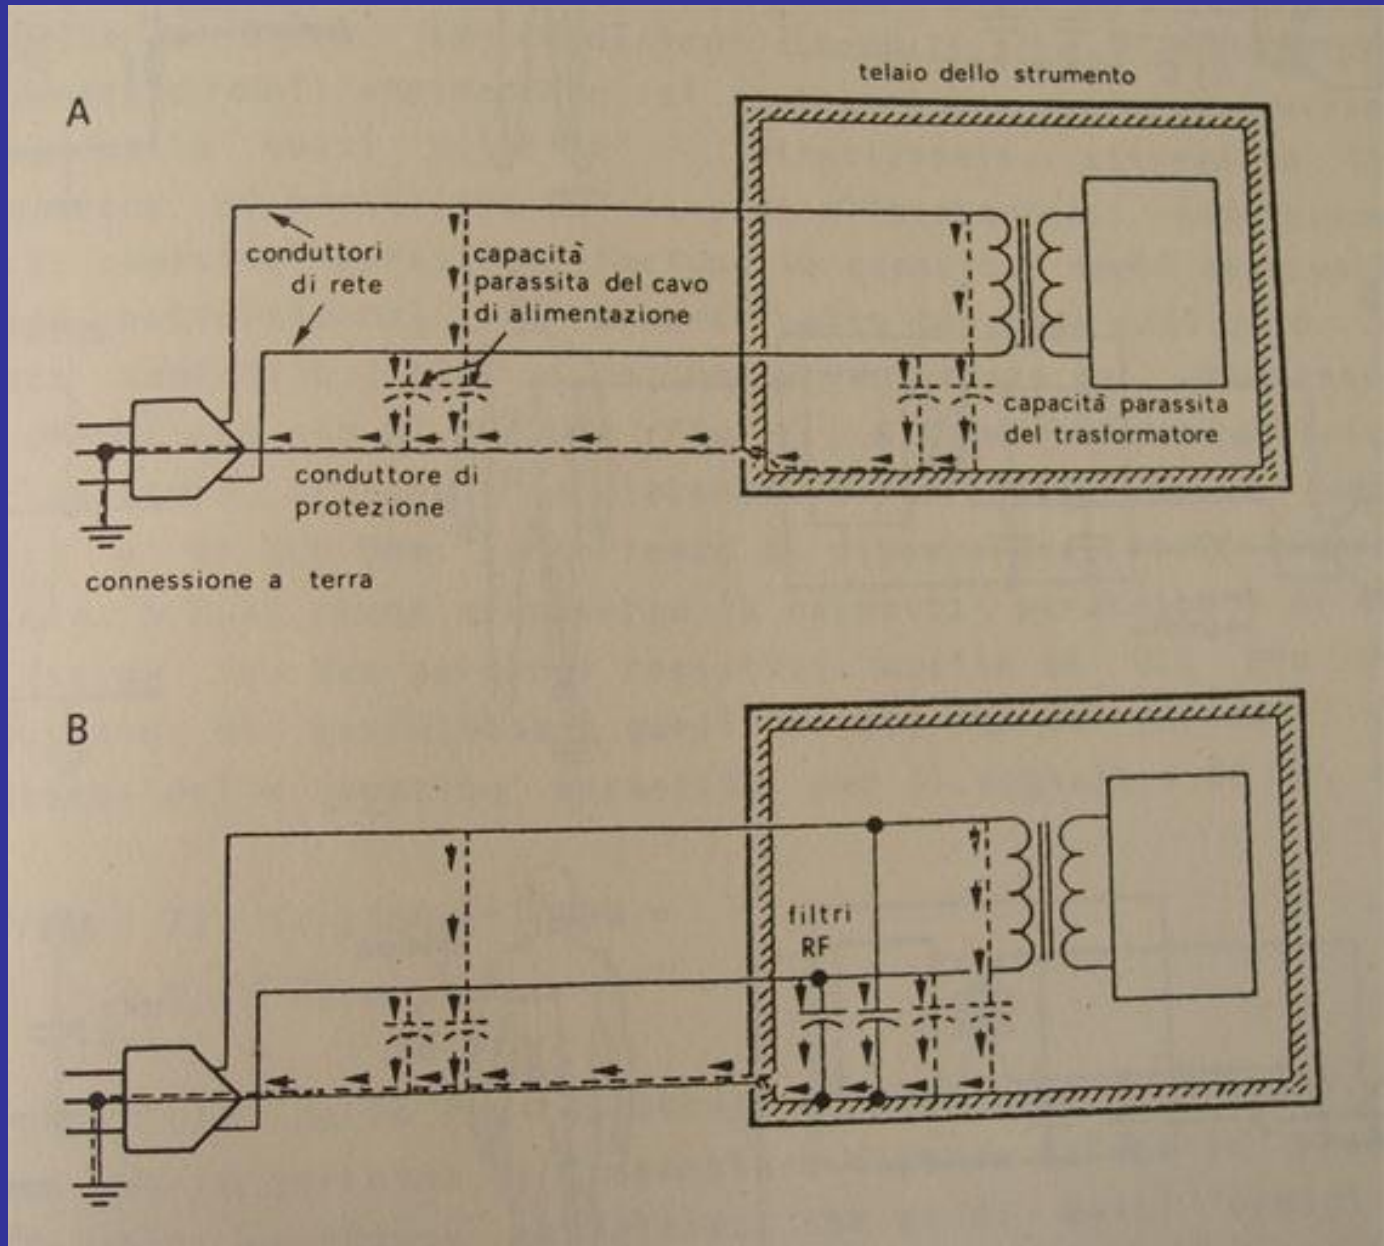 A
telaio dello strumento
conduttori
di rete
capacità
parassita del cavo
di alimentazione
capacità parassita
del trasformatore
conduttore di
protezione
connessione a terra
B
filtri
RF